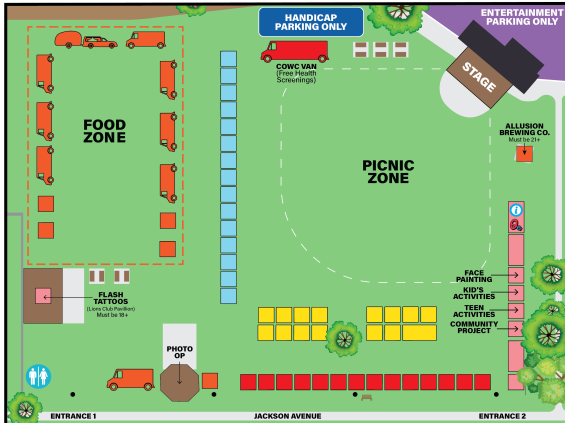 HANDICAP
PARKING ONLY
ENTERTAINMENT
PARKING ONLY
COWC VAN
(Free Health
Screenings)
STAGE
FOOD
ZONE
ALLUSION
BREWING CO.
Must be 21+
PICNIC
ZONE
i
FACE
PAINTING
KID'S
ACTIVITIES
TEEN
ACTIVITIES
COMMUNITY
PROJECT
FLASH
TATTOOS
(Lions Club Pavilion)
Must be 18+
PHOTO
OP
ENTRANCE 1
JACKSON AVENUE
ENTRANCE 2